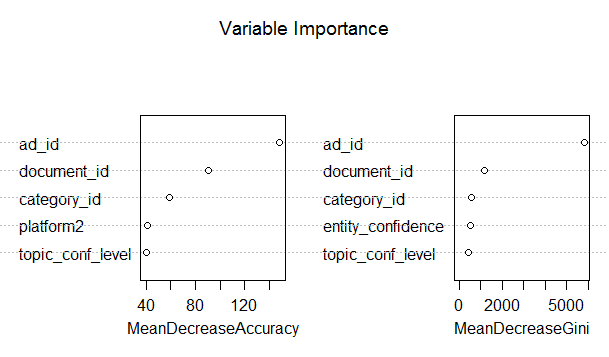 Variable Importance
ad_id
document_id
category_id
platform2
topic_conf_level
40 80 120
MeanDecreaseAccuracy
ad_id
document_id
category_id
entity_confidence
topic_conf_level
0 2000 5000
MeanDecreaseGini